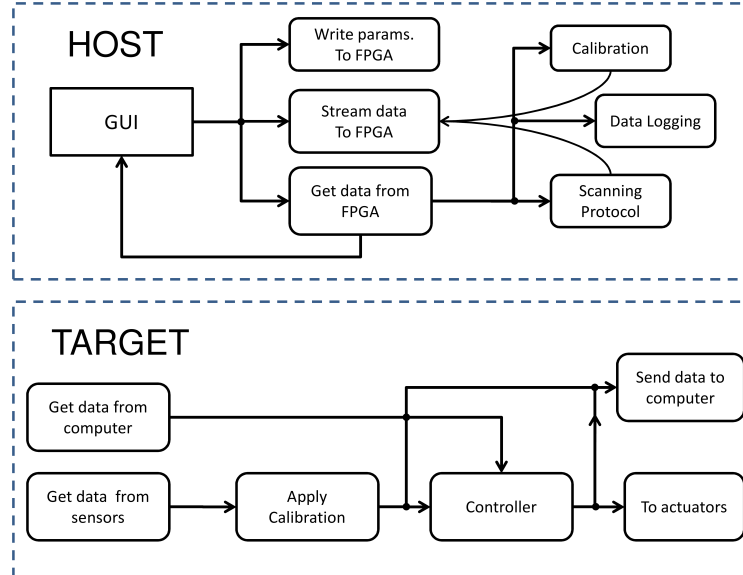 HOST
GUI
Write params.
To FPGA
Stream data
To FPGA
Get data from
FPGA
Calibration
Data Logging
Scanning
Protocol
TARGET
Get data from
computer
Get data  from
sensors
Apply
Calibration
Controller
Send data to
computer
To actuators